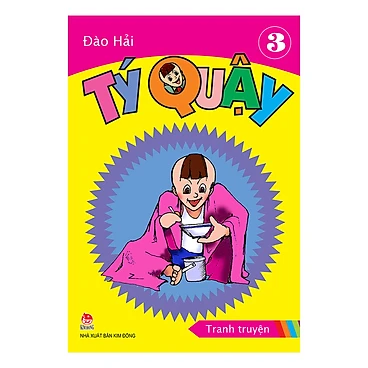 Đào Hải
3
TÝ QUẬY
Tranh truyện
NHÀ XUẤT BẢN KIM ĐỒNG